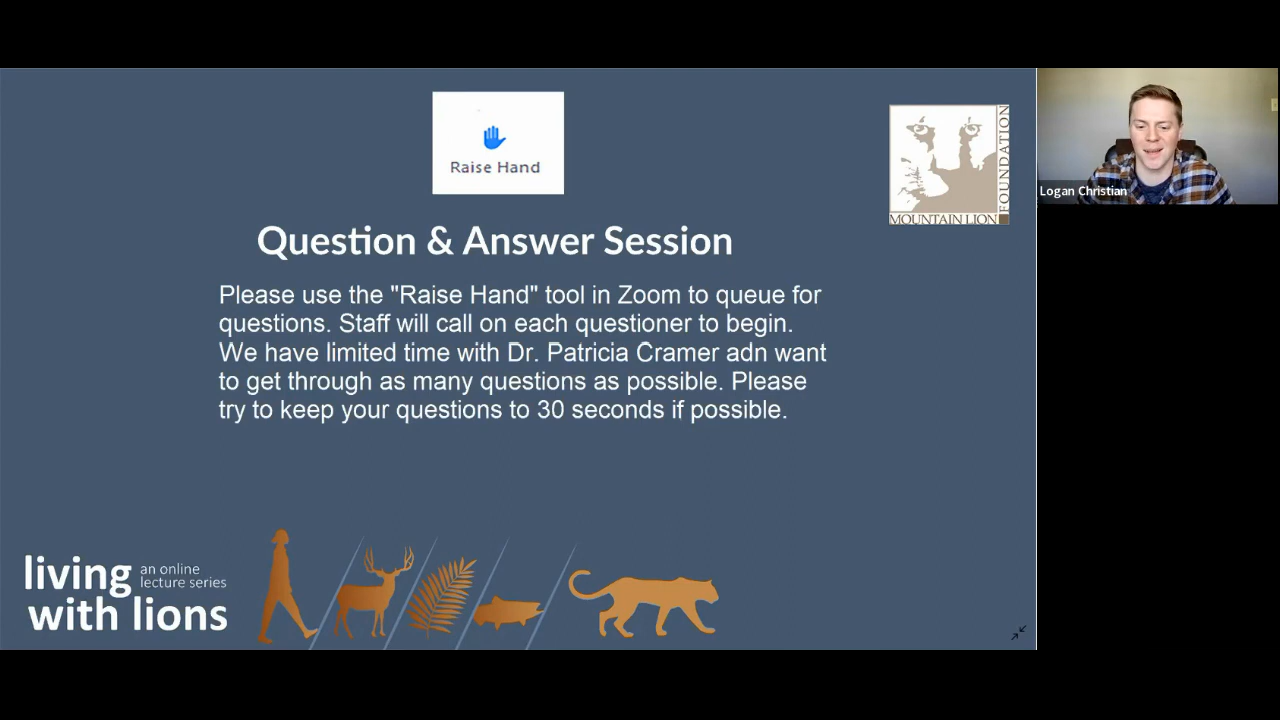 Raise Hand
MOUNTAIN LION
FOUNDATION
Logan Christian
Question & Answer Session
Please use the "Raise Hand" tool in Zoom to queue for
questions. Staff will call on each questioner to begin.
We have limited time with Dr. Patricia Cramer adn want
to get through as many questions as possible. Please
try to keep your questions to 30 seconds if possible.
living
an online
lecture series
with lions